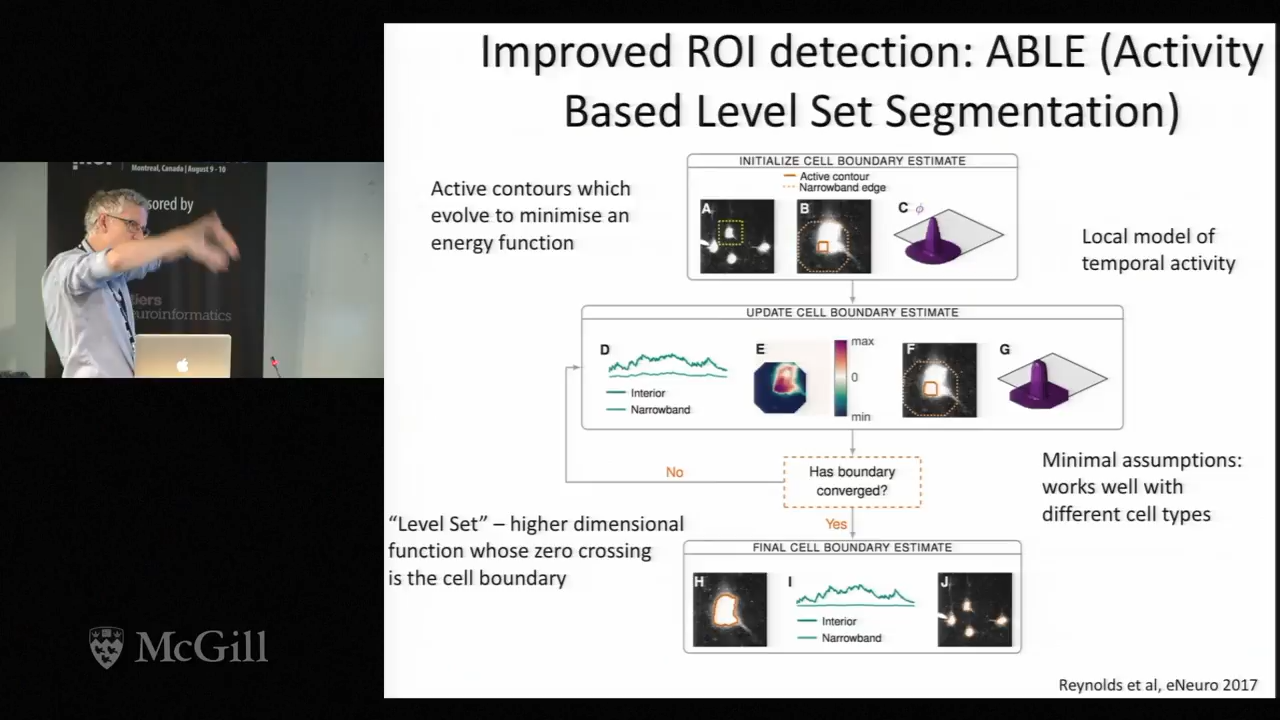 Improved ROI detection: ABLE (Activity
Based Level Set Segmentation)
Montreal, Canada | August 9 - 10
sored by
tiers
euroinformatics
Active contours which
evolve to minimise an
energy function
INITIALIZE CELL BOUNDARY ESTIMATE
Active contour
Narrowband edge
A
B
C ϕ
Local model of
temporal activity
UPDATE CELL BOUNDARY ESTIMATE
D
Interior
Narrowband
E
max
0
min
F
G
No
Has boundary
converged?
Yes
Minimal assumptions:
works well with
different cell types
"Level Set" – higher dimensional
function whose zero crossing
is the cell boundary
FINAL CELL BOUNDARY ESTIMATE
H
I
Interior
Narrowband
J
McGill
Reynolds et al, eNeuro 2017